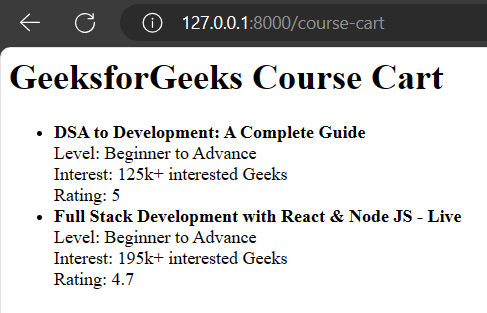 127.0.0.1:8000/course-cart
GeeksforGeeks Course Cart
DSA to Development: A Complete Guide
Level: Beginner to Advance
Interest: 125k+ interested Geeks
Rating: 5
Full Stack Development with React & Node JS - Live
Level: Beginner to Advance
Interest: 195k+ interested Geeks
Rating: 4.7